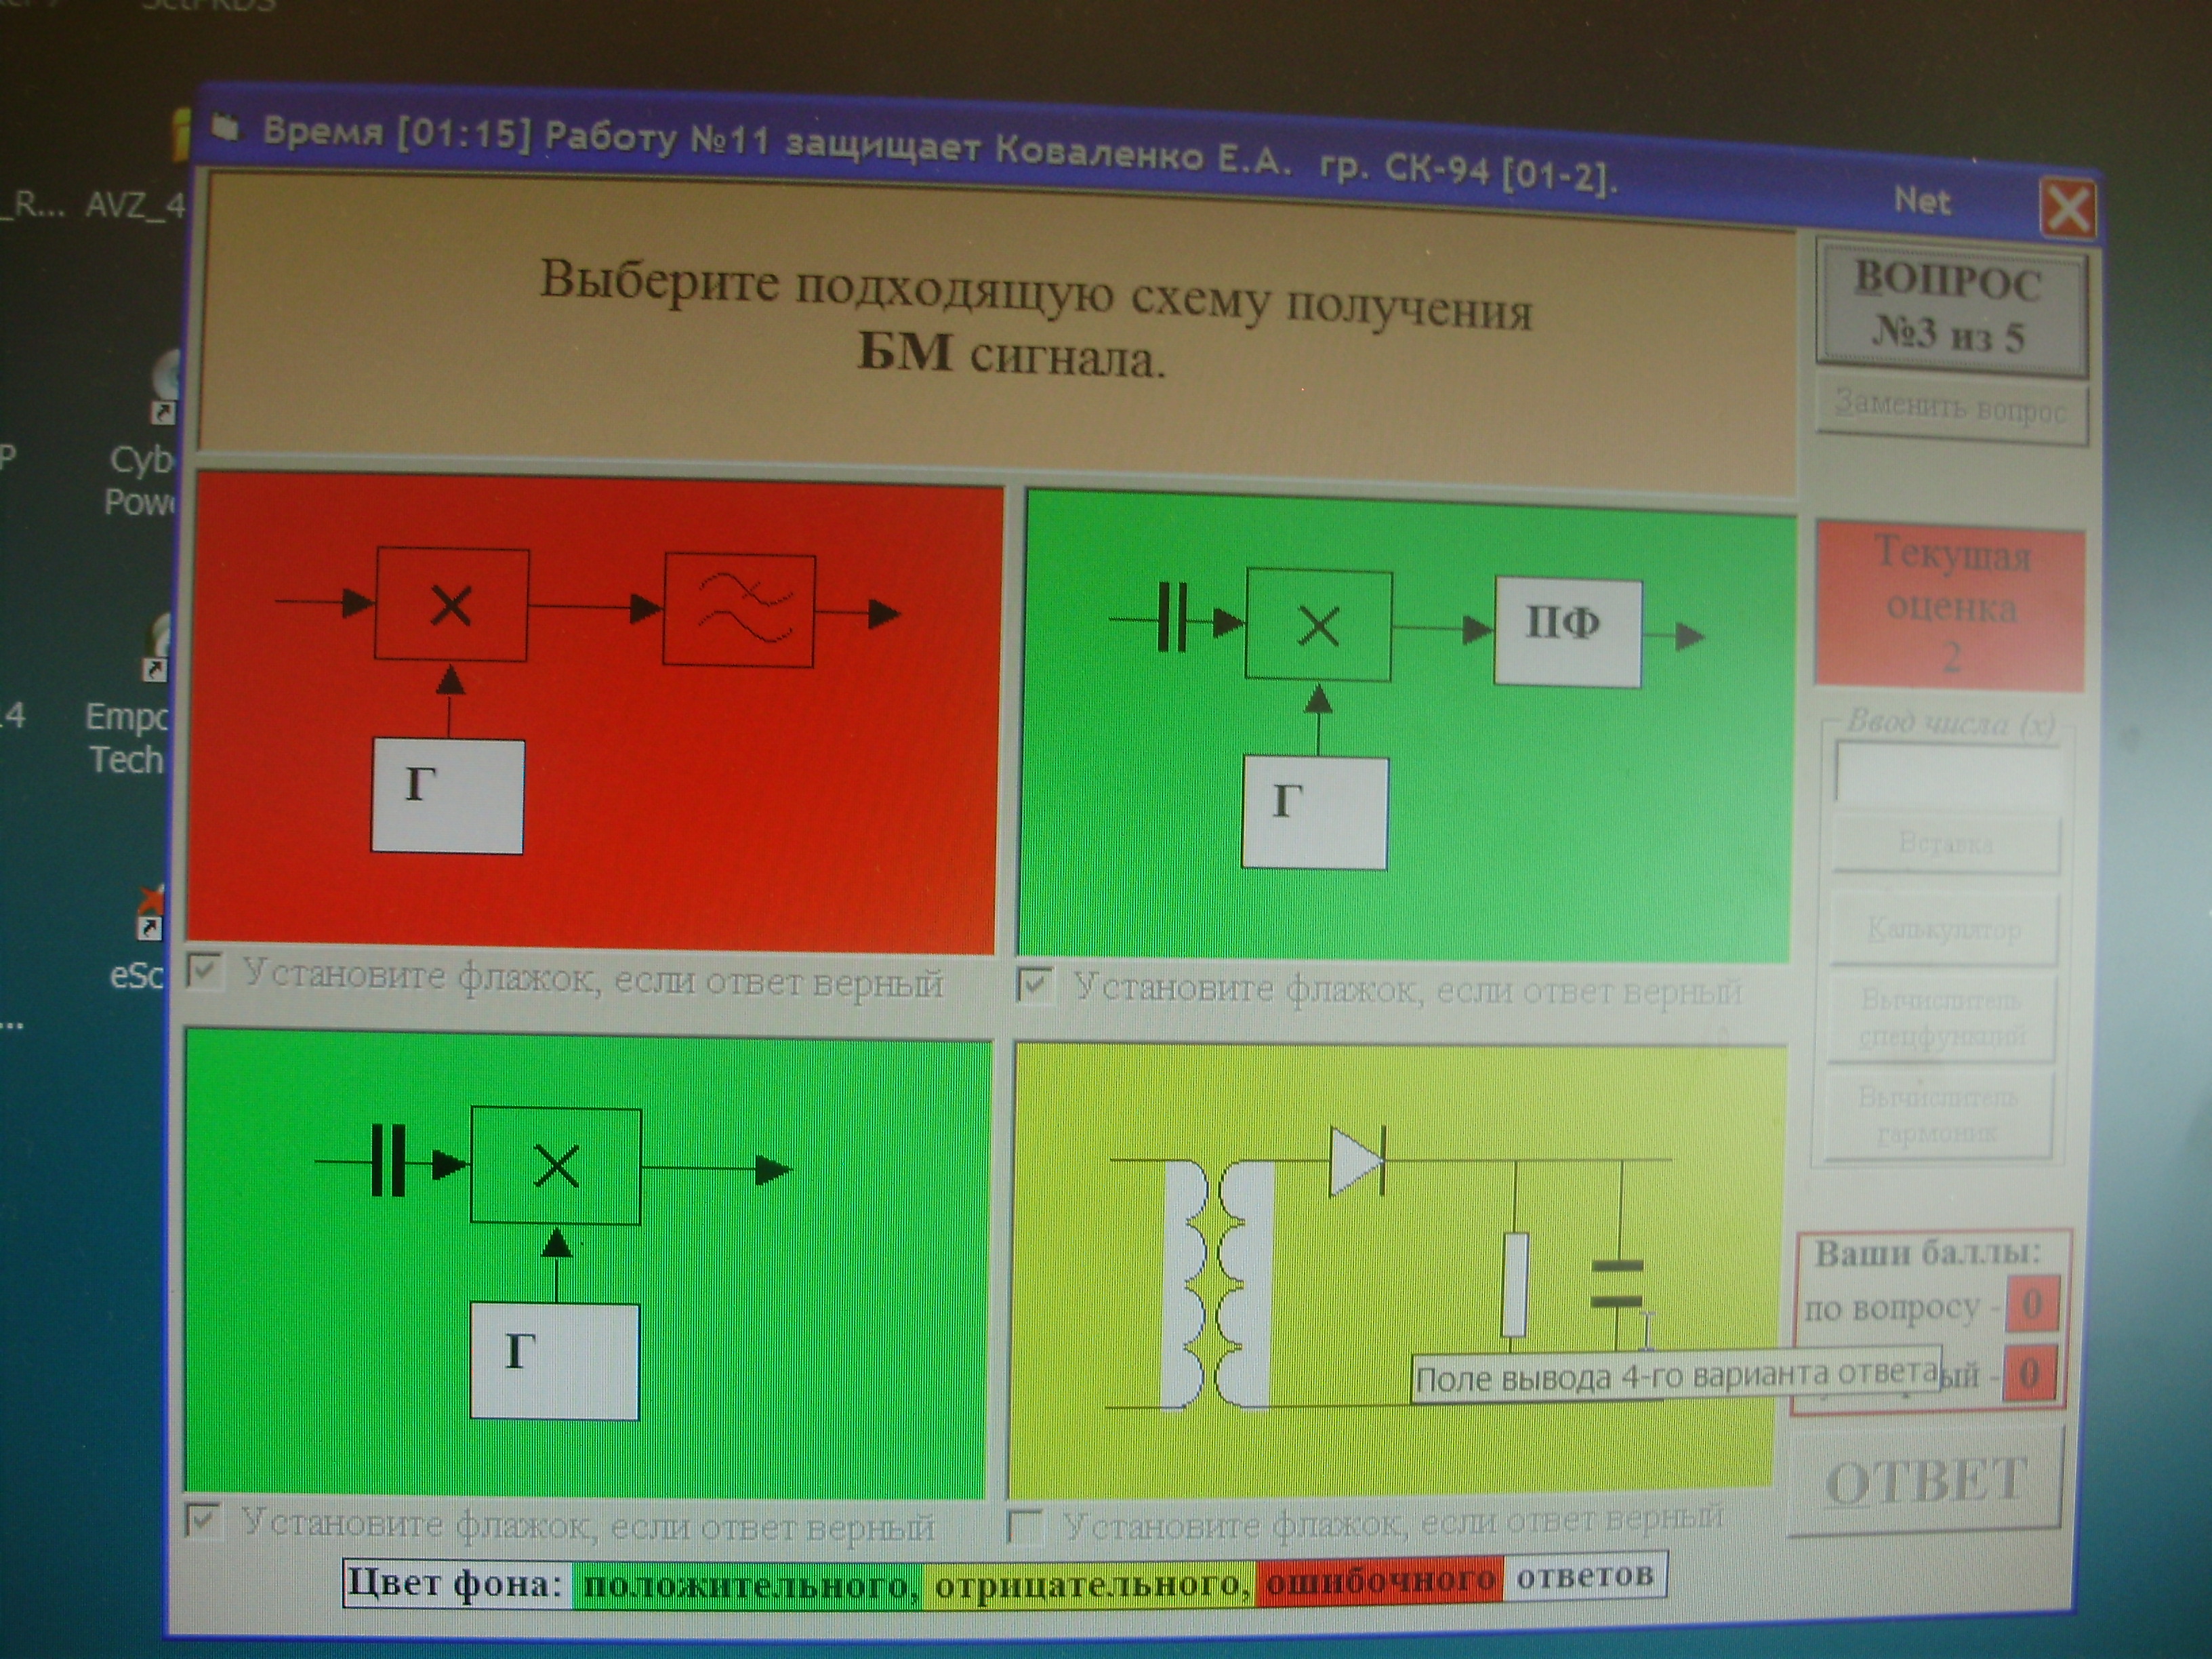 SetPRDS
_R... AVZ_4
Время [01:15] Работу №11 защищает Коваленко Е.А. гр. СК-94 [01-2]. Net
Выберите подходящую схему получения
БМ сигнала.
ВОПРОС
№3 из 5
Заменить вопрос
P
Cyb
Pow
Текущая
оценка
2
Г
ПФ
Г
.4
Empo
Tech
Ввод числа (x)
Вставка
Калькулятор
Вычислитель
спецфункций
Вычислитель
гармоник
eSc
...
Установите флажок, если ответ верный
Установите флажок, если ответ верный
Г
Ваши баллы:
по вопросу - 0
Поле вывода 4-го варианта ответа
ый - 0
ОТВЕТ
Установите флажок, если ответ верный
Установите флажок, если ответ верный
Цвет фона: положительного, отрицательного, ошибочного ответов